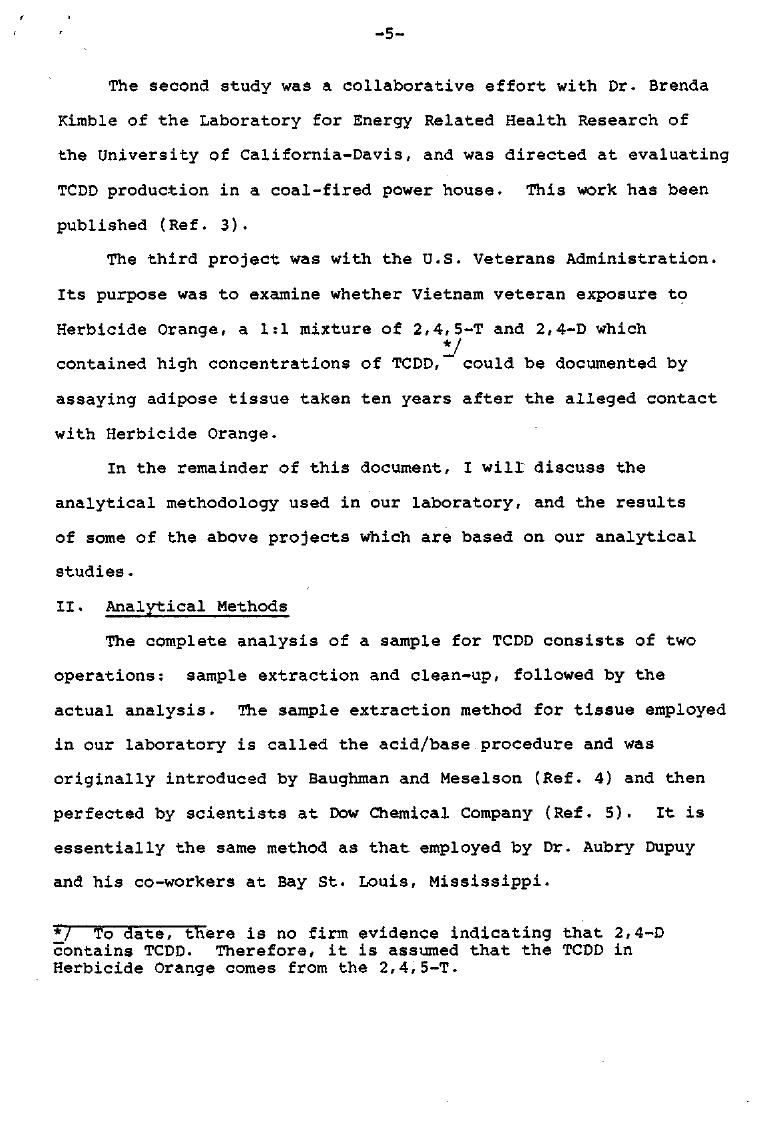 -5-
The second study was a collaborative effort with Dr. Brenda
Kimble of the Laboratory for Energy Related Health Research of
the University of California-Davis, and was directed at evaluating
TCDD production in a coal-fired power house. This work has been
published (Ref. 3).
The third project was with the U.S. Veterans Administration.
Its purpose was to examine whether Vietnam veteran exposure to
Herbicide Orange, a 1:1 mixture of 2,4,5-T and 2,4-D which
contained high concentrations of TCDD,*/ could be documented by
assaying adipose tissue taken ten years after the alleged contact
with Herbicide Orange.
In the remainder of this document, I will discuss the
analytical methodology used in our laboratory, and the results
of some of the above projects which are based on our analytical
studies.
II. Analytical Methods
The complete analysis of a sample for TCDD consists of two
operations: sample extraction and clean-up, followed by the
actual analysis. The sample extraction method for tissue employed
in our laboratory is called the acid/base procedure and was
originally introduced by Baughman and Meselson (Ref. 4) and then
perfected by scientists at Dow Chemical Company (Ref. 5). It is
essentially the same method as that employed by Dr. Aubry Dupuy
and his co-workers at Bay St. Louis, Mississippi.
*/ To date, there is no firm evidence indicating that 2,4-D
contains TCDD. Therefore, it is assumed that the TCDD in
Herbicide Orange comes from the 2,4,5-T.